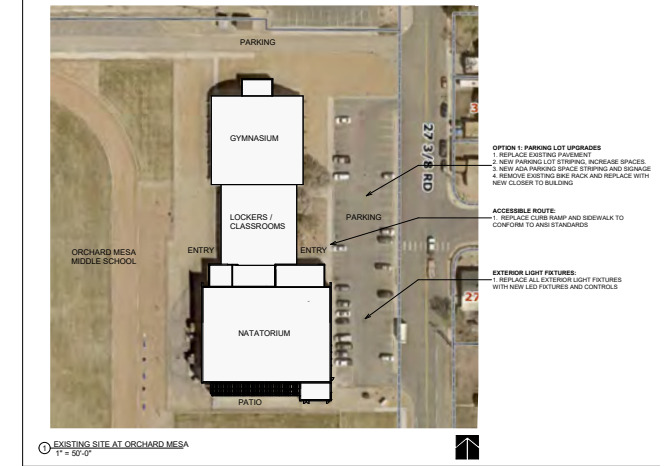 PARKING
GYMNASIUM
27 3/8 RD
OPTION 1: PARKING LOT UPGRADES
1. REPLACE EXISTING PAVEMENT
2. NEW PARKING LOT STRIPING, INCREASE SPACES.
3. NEW ADA PARKING SPACE STRIPING AND SIGNAGE
4. REMOVE EXISTING BIKE RACK AND REPLACE WITH
NEW CLOSER TO BUILDING
LOCKERS /
CLASSROOMS
PARKING
ACCESSIBLE ROUTE:
1. REPLACE CURB RAMP AND SIDEWALK TO
CONFORM TO ANSI STANDARDS
ORCHARD MESA
MIDDLE SCHOOL
ENTRY
ENTRY
EXTERIOR LIGHT FIXTURES:
1. REPLACE ALL EXTERIOR LIGHT FIXTURES
WITH NEW LED FIXTURES AND CONTROLS
27
NATATORIUM
PATIO
1 EXISTING SITE AT ORCHARD MESA
1" = 50'-0"